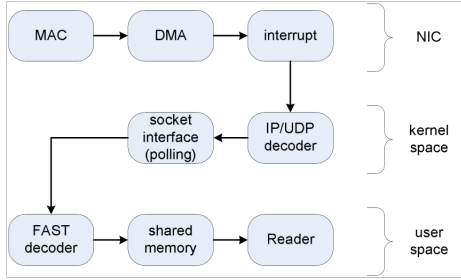 MAC
DMA
interrupt
NIC
socket
interface
(polling)
IP/UDP
decoder
kernel
space
FAST
decoder
shared
memory
Reader
user
space